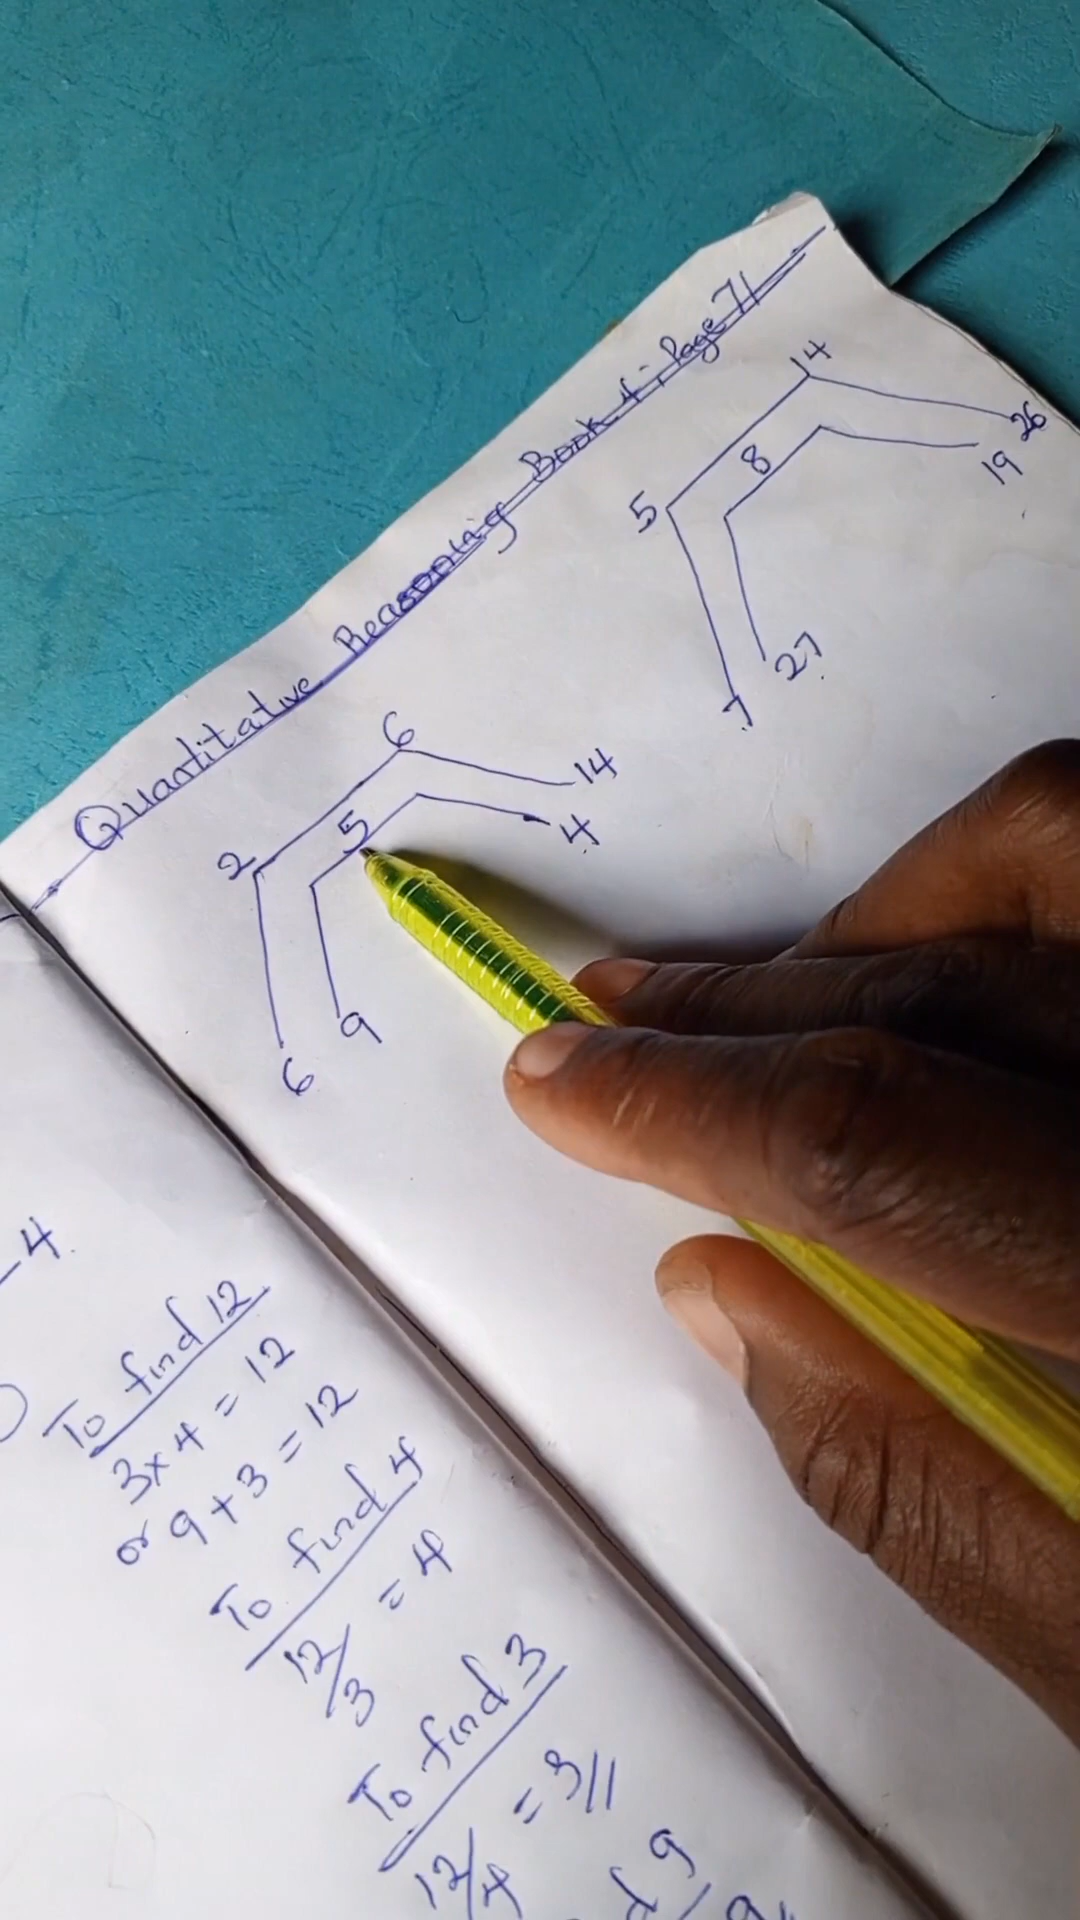 Quantitative Reasoning Book 4; Page 71
14
26
8
19
5
27
7
6
14
5
4
2
9
6
4
To find 12
3x4 = 12
or 9 + 3 = 12
To find 4
12/3 = 4
To find 3
12/4 = 3//
d 9